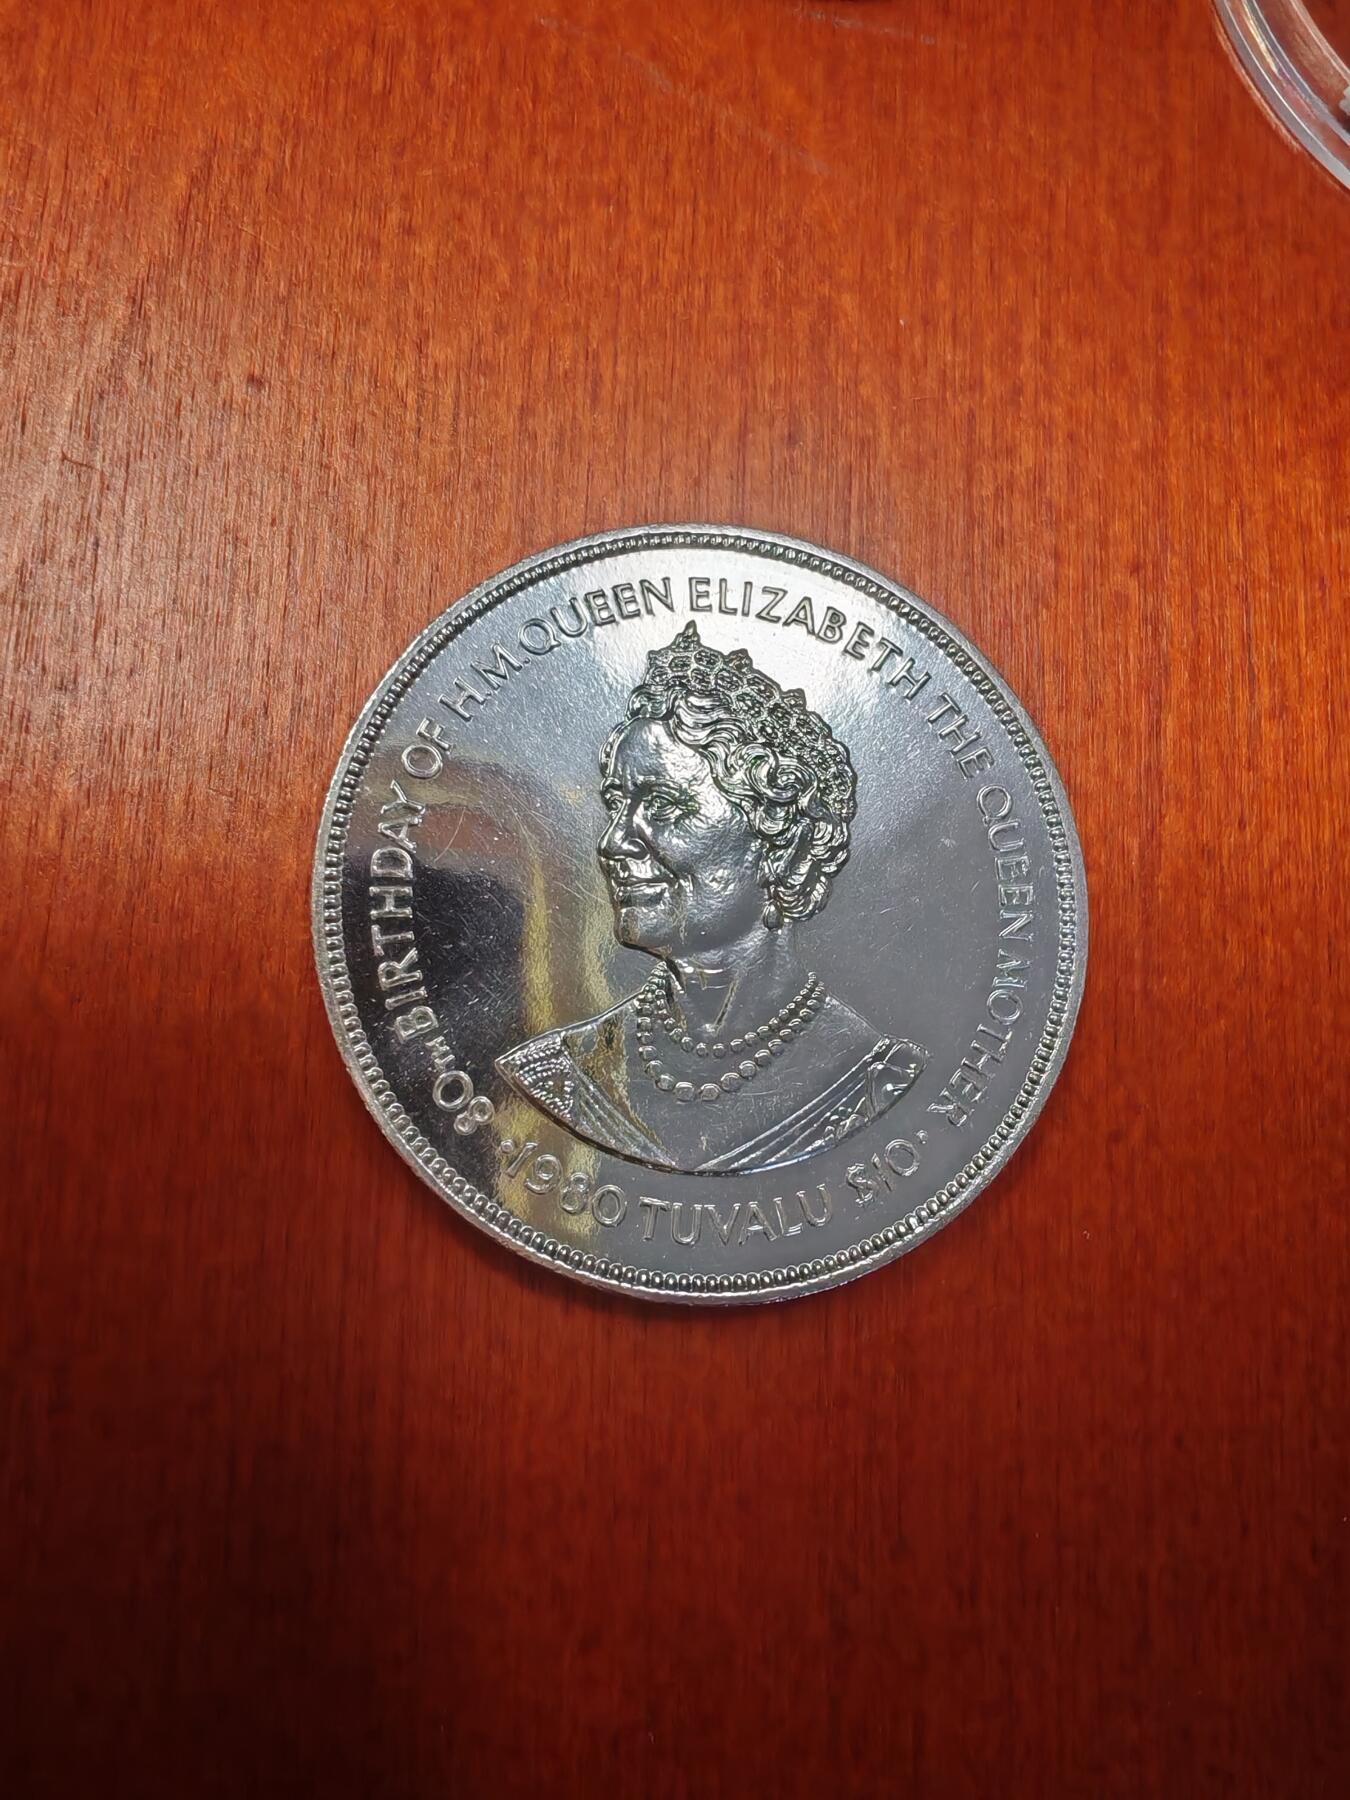 80TH BIRTHDAY OF H.M. QUEEN ELIZABETH THE QUEEN MOTHER
· 1980 TUVALU $10 ·